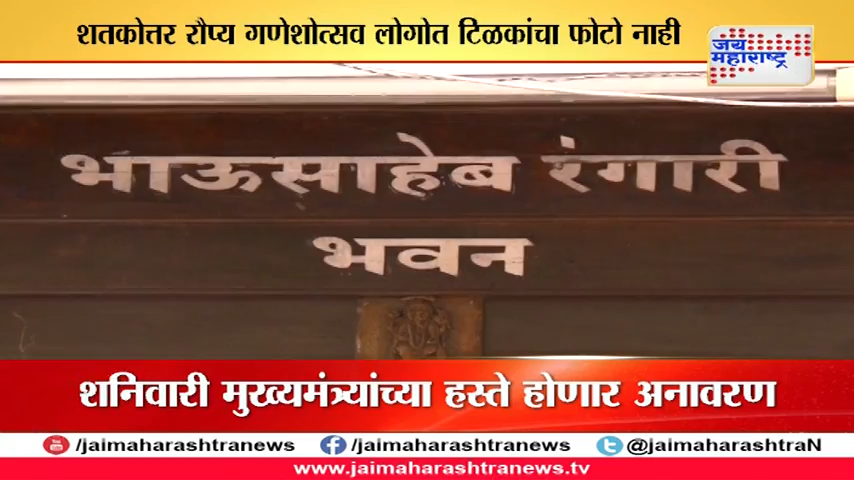 शतकोत्तर रौप्य गणेशोत्सव लोगोत टिळकांचा फोटो नाही
जय
महाराष्ट्र
भाऊसाहेब रंगारी
भवन
शनिवारी मुख्यमंत्र्यांच्या हस्ते होणार अनावरण
/jaimaharashtranews
/jaimaharashtranews
@jaimaharashtraN
www.jaimaharashtranews.tv